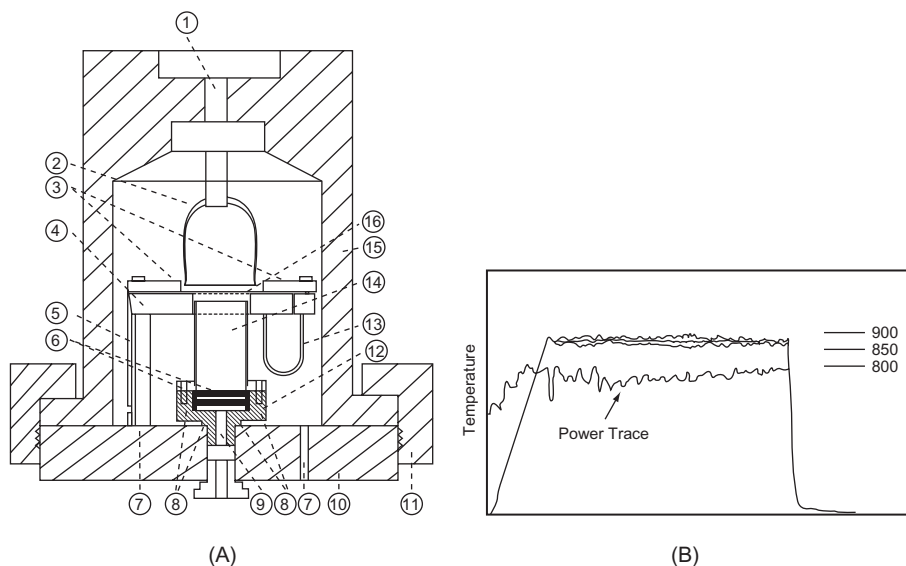 ①
②
③
④
⑤
⑥
⑦ ⑧ ⑨ ⑧ ⑦ ⑩ ⑪
⑯
⑮
⑭
⑬
⑫
(A)
Temperature
900
850
800
Power Trace
(B)